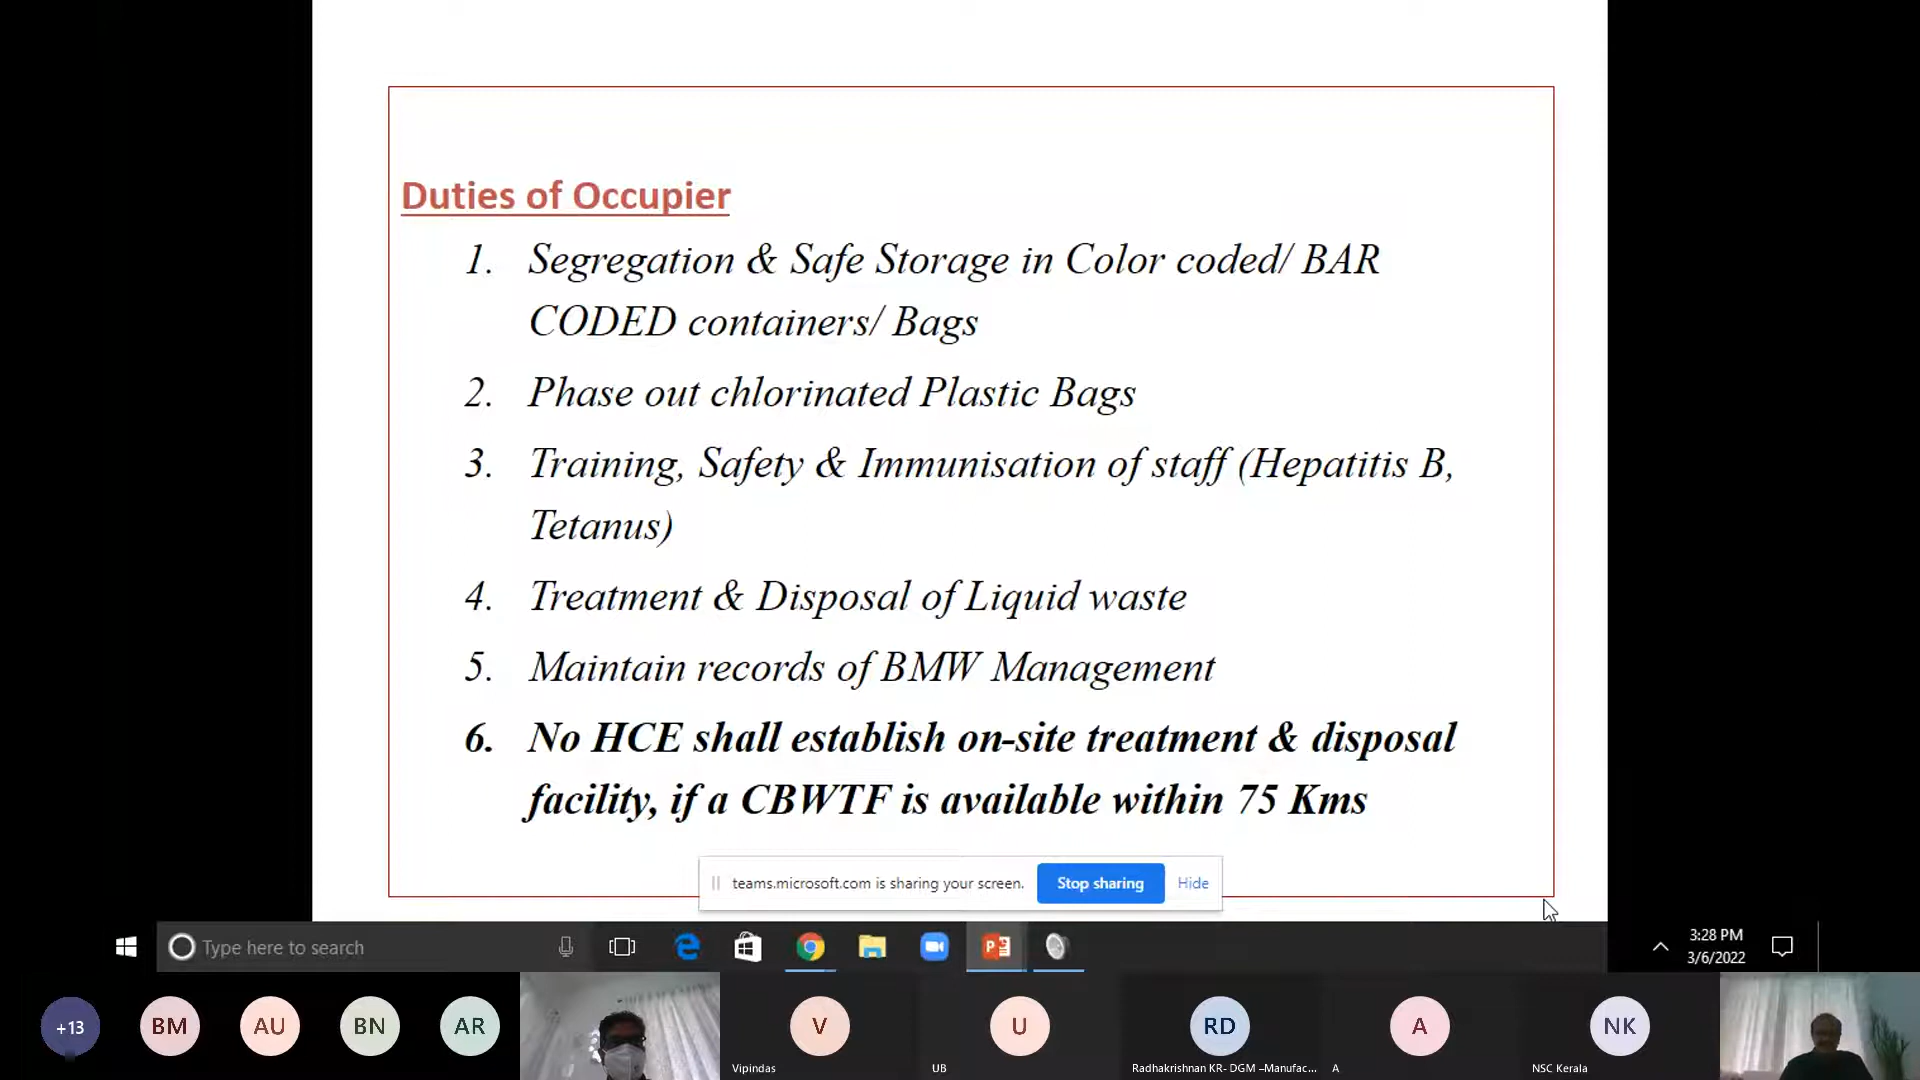 Duties of Occupier
1. Segregation & Safe Storage in Color coded/ BAR
CODED containers/ Bags
2. Phase out chlorinated Plastic Bags
3. Training, Safety & Immunisation of staff (Hepatitis B,
Tetanus)
4. Treatment & Disposal of Liquid waste
5. Maintain records of BMW Management
6. No HCE shall establish on-site treatment & disposal
facility, if a CBWTF is available within 75 Kms
teams.microsoft.com is sharing your screen. Stop sharing Hide
Type here to search
3:28 PM
3/6/2022
+13 BM AU BN AR V U RD A NK
Vipindas UB Radhakrishnan KR- DGM –Manufac... A NSC Kerala